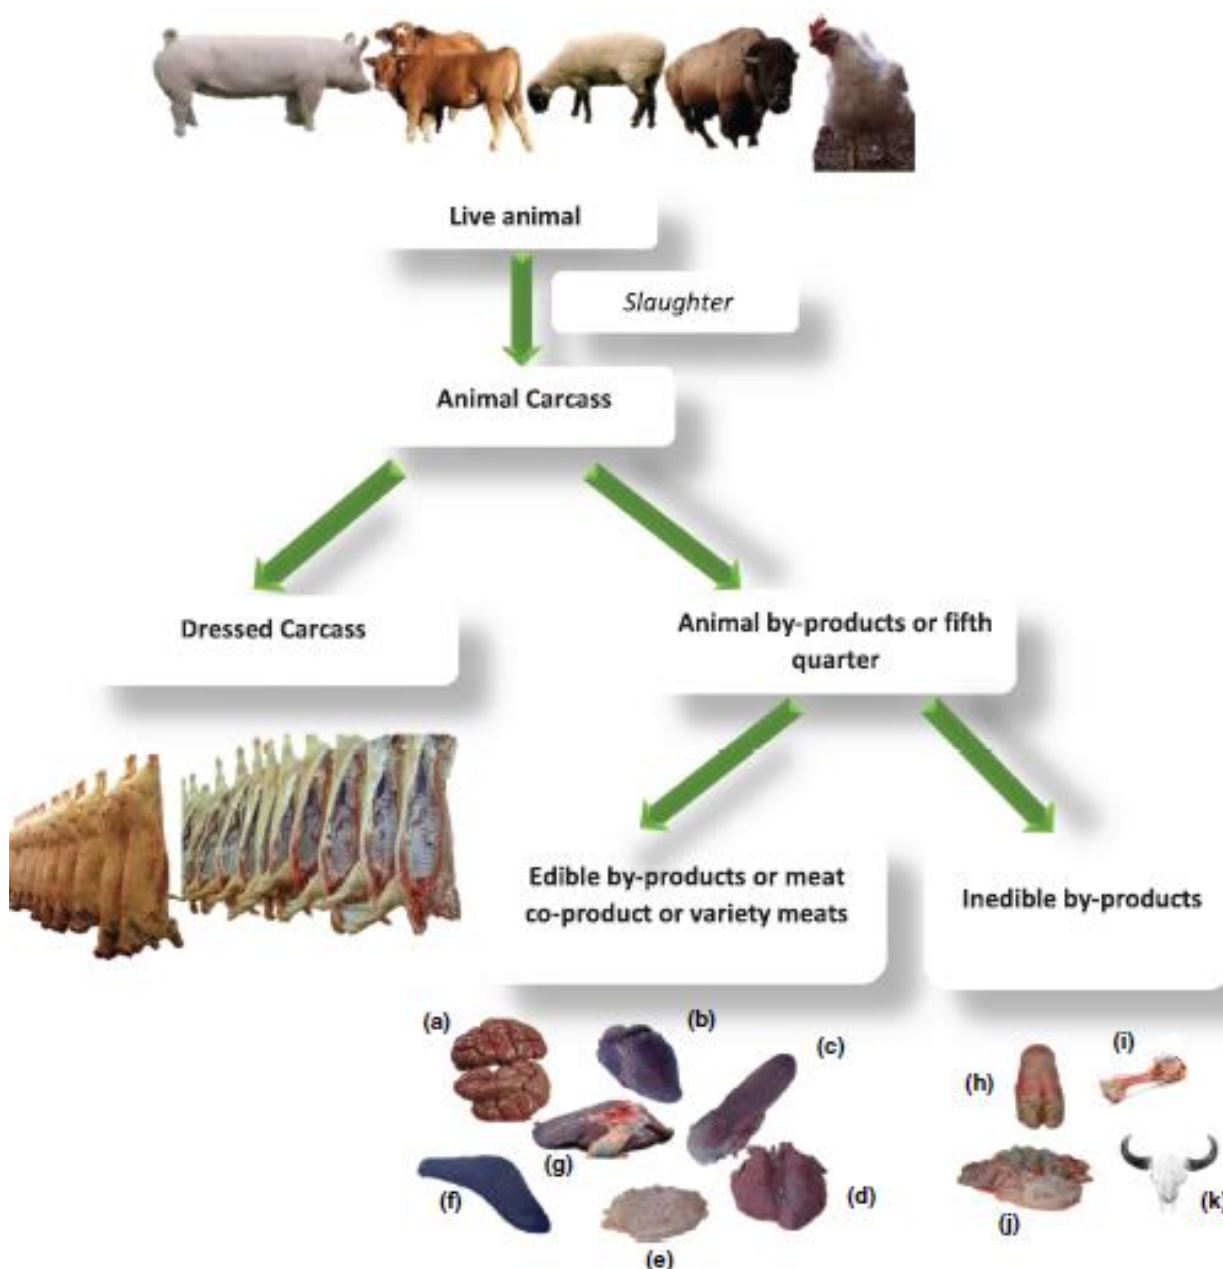 Live animal
Slaughter
Animal Carcass
Dressed Carcass
Animal by-products or fifth
quarter
Edible by-products or meat
co-product or variety meats
Inedible by-products
(a)
(b)
(c)
(g)
(f)
(d)
(e)
(h)
(i)
(j)
(k)